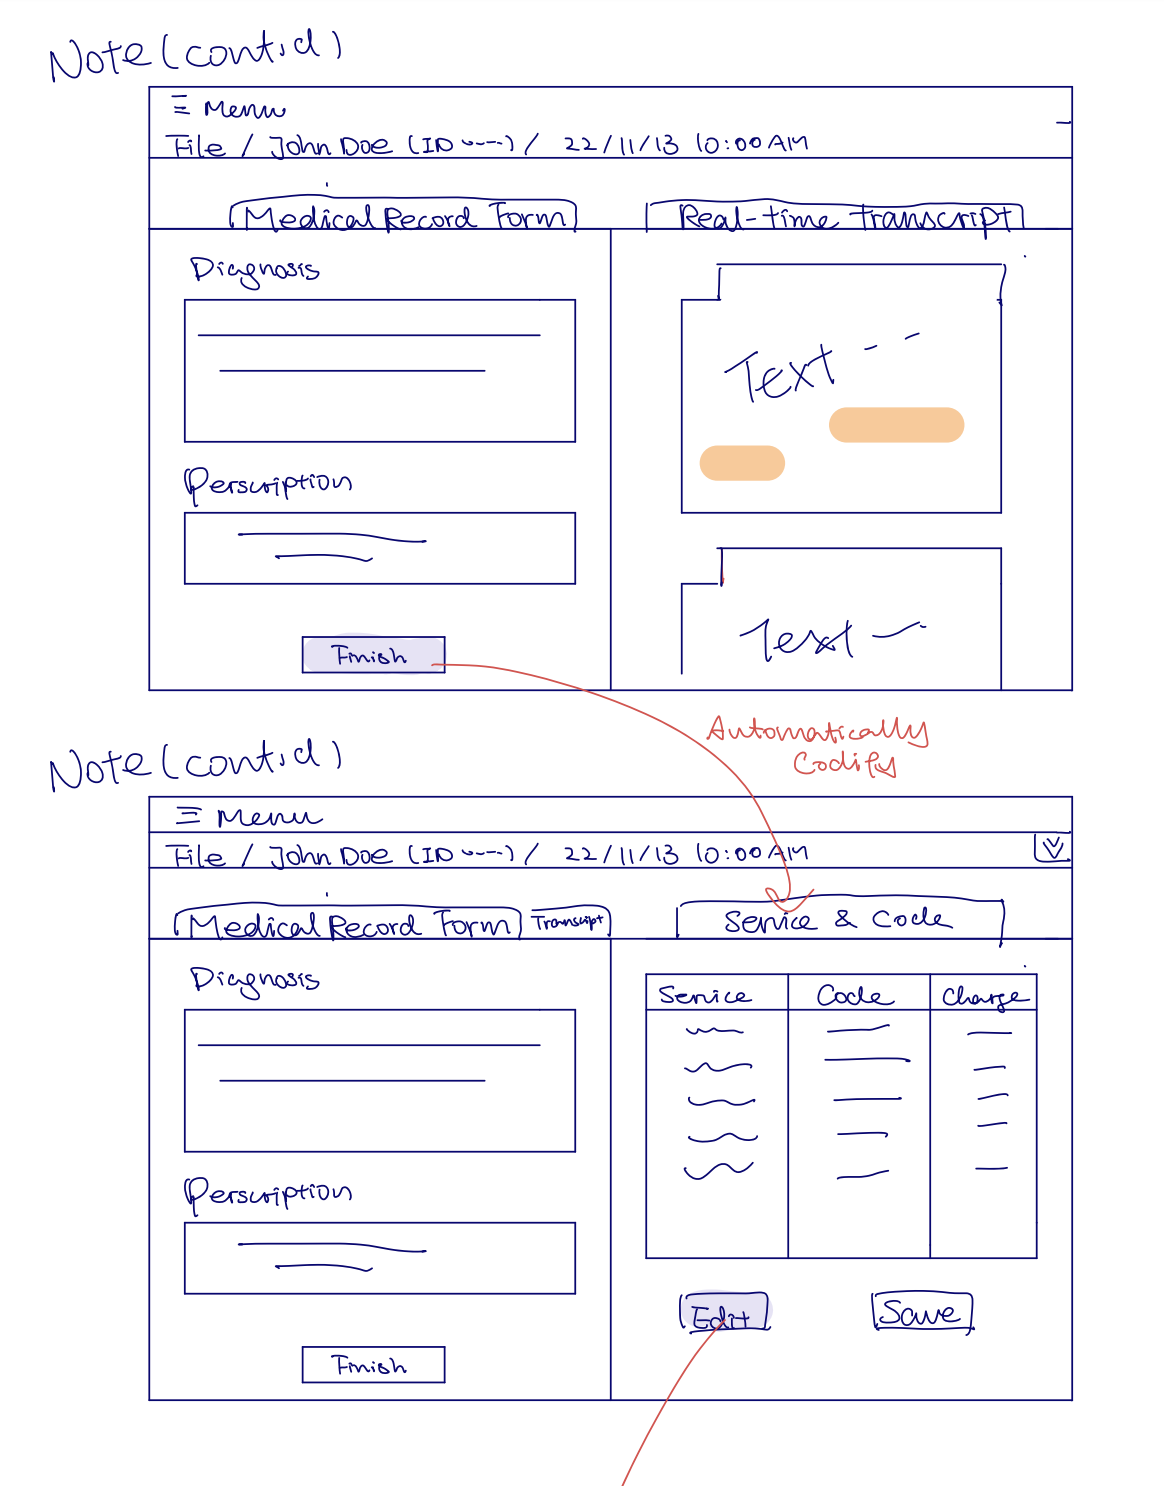 Note (cont.d)
Menu
File / John Doe (ID ----) / 22/11/13 10:00AM
Medical Record Form
Real-time transcript
Diagnosis
Text - -
Perscription
Text
Finish
Automatically
Codify
Note (cont.d)
Menu
File / John Doe (ID ----) / 22/11/13 10:00AM
Medical Record Form
Transcript
Service & Code
Diagnosis
Service Code Charge
Perscription
Edit
Save
Finish